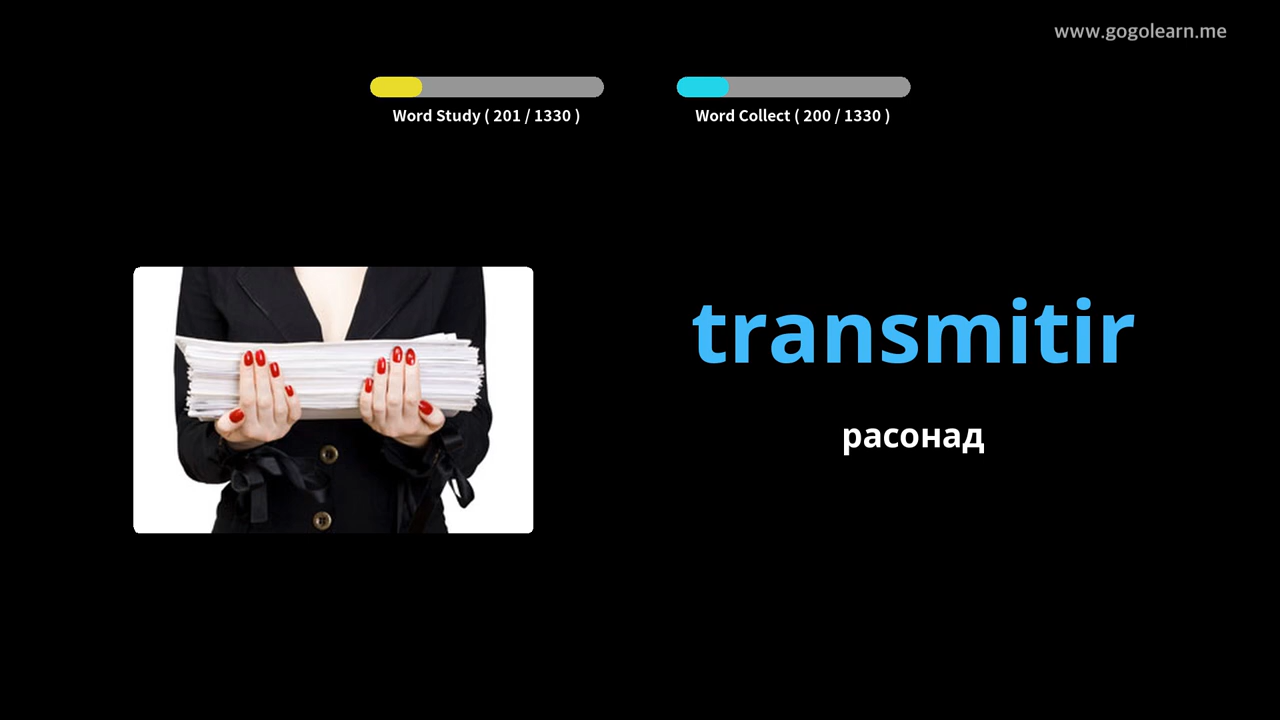 www.gogolearn.me
Word Study ( 201 / 1330 )
Word Collect ( 200 / 1330 )
transmitir
расонад